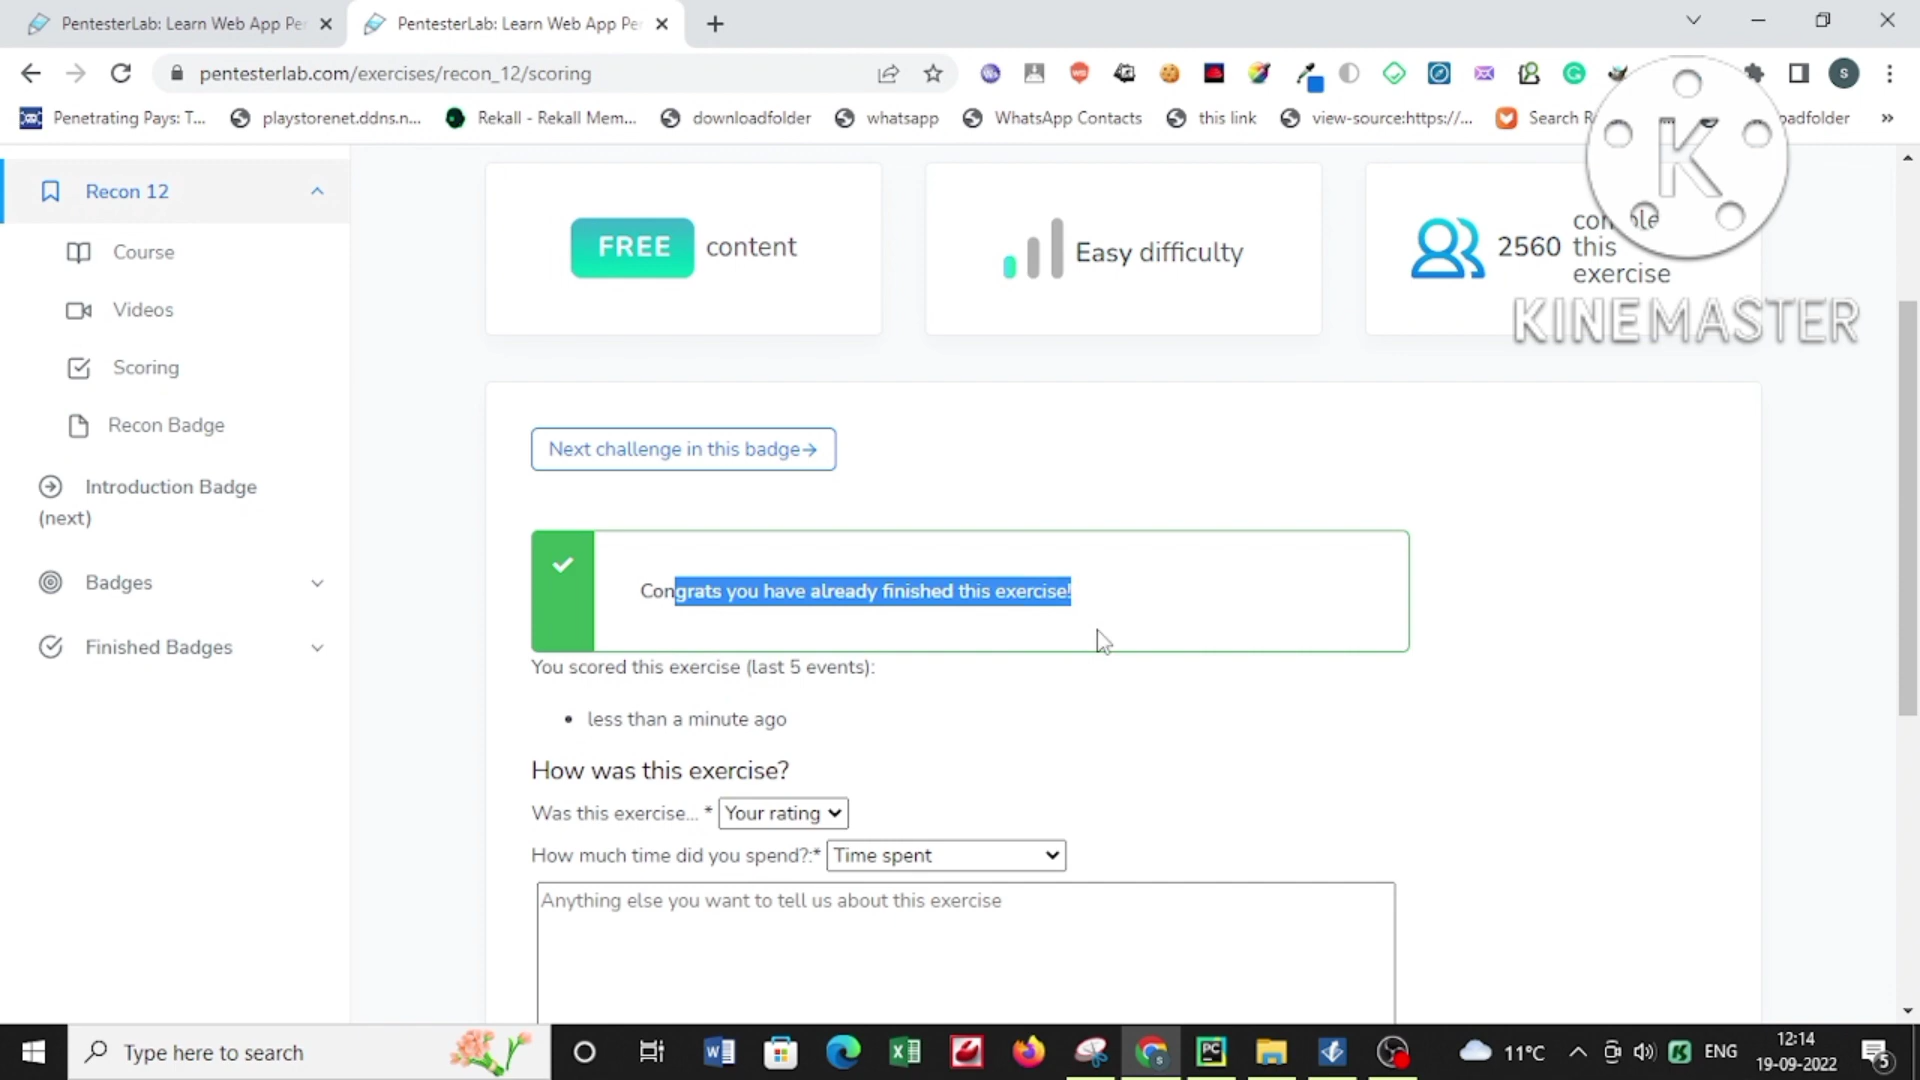 PentesterLab: Learn Web App Per
PentesterLab: Learn Web App Per
pentesterlab.com/exercises/recon_12/scoring
S
Penetrating Pays: T...
playstorenet.ddns.n...
Rekall - Rekall Mem...
downloadfolder
whatsapp
WhatsApp Contacts
this link
view-source:https://...
Search R
oadfolder
»
K
KINEMASTER
Recon 12
Course
Videos
Scoring
Recon Badge
Introduction Badge
(next)
Badges
Finished Badges
FREE content
Easy difficulty
2560
this
exercise
Next challenge in this badge→
Congrats you have already finished this exercise!
You scored this exercise (last 5 events):
• less than a minute ago
How was this exercise?
Was this exercise... * Your rating
How much time did you spend?:* Time spent
Anything else you want to tell us about this exercise
Type here to search
11°C
ENG
12:14
19-09-2022
5